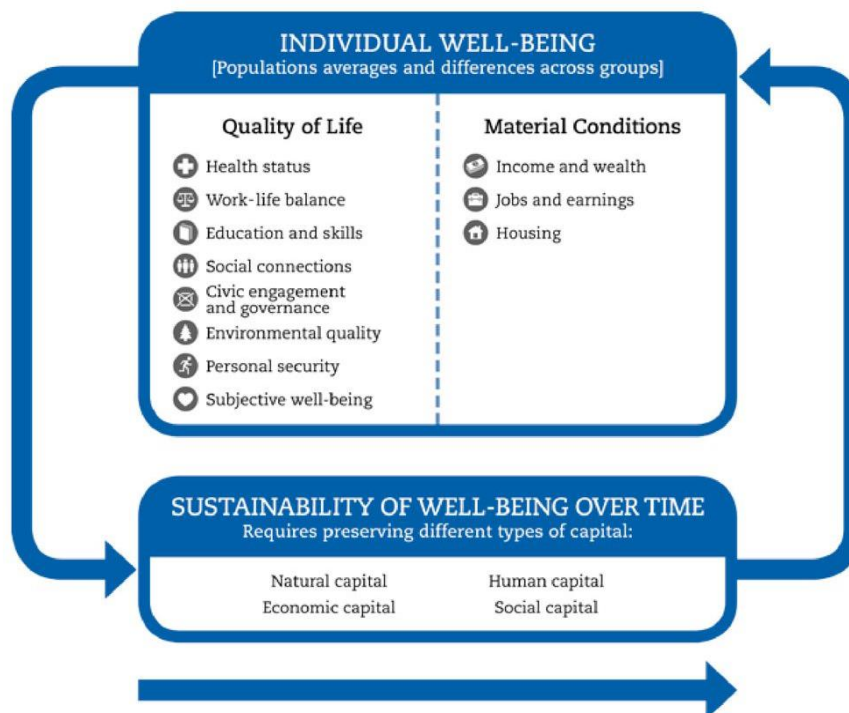 INDIVIDUAL WELL-BEING
[Populations averages and differences across groups]
Quality of Life
Health status
Work-life balance
Education and skills
Social connections
Civic engagement
and governance
Environmental quality
Personal security
Subjective well-being
Material Conditions
Income and wealth
Jobs and earnings
Housing
SUSTAINABILITY OF WELL-BEING OVER TIME
Requires preserving different types of capital:
Natural capital
Human capital
Economic capital
Social capital